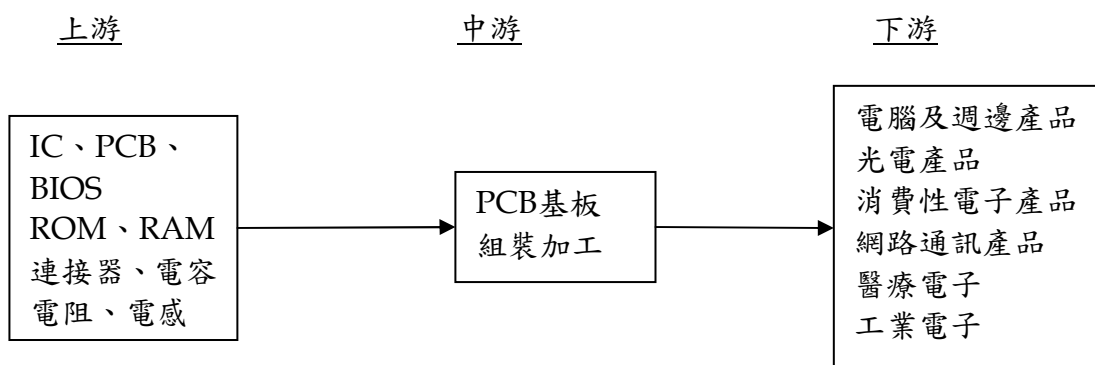 上游
中游
下游
IC、PCB、
BIOS
ROM、RAM
連接器、電容
電阻、電感
PCB基板
組裝加工
電腦及週邊產品
光電產品
消費性電子產品
網路通訊產品
醫療電子
工業電子